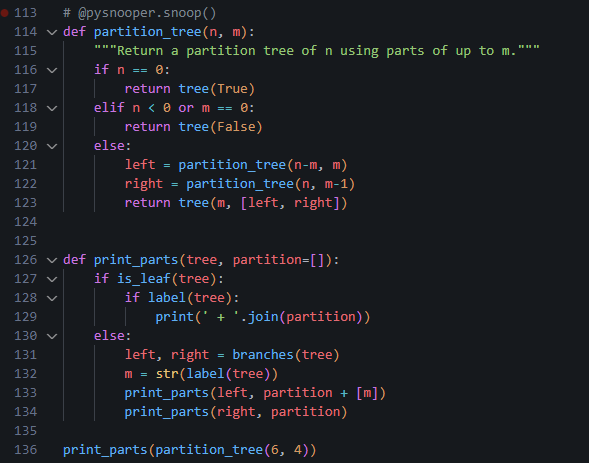 113 # @pysnooper.snoop()
114 def partition_tree(n, m):
115     """Return a partition tree of n using parts of up to m."""
116     if n == 0:
117         return tree(True)
118     elif n < 0 or m == 0:
119         return tree(False)
120     else:
121         left = partition_tree(n-m, m)
122         right = partition_tree(n, m-1)
123         return tree(m, [left, right])
124
125
126 def print_parts(tree, partition=[]):
127     if is_leaf(tree):
128         if label(tree):
129             print(' + '.join(partition))
130     else:
131         left, right = branches(tree)
132         m = str(label(tree))
133         print_parts(left, partition + [m])
134         print_parts(right, partition)
135
136 print_parts(partition_tree(6, 4))